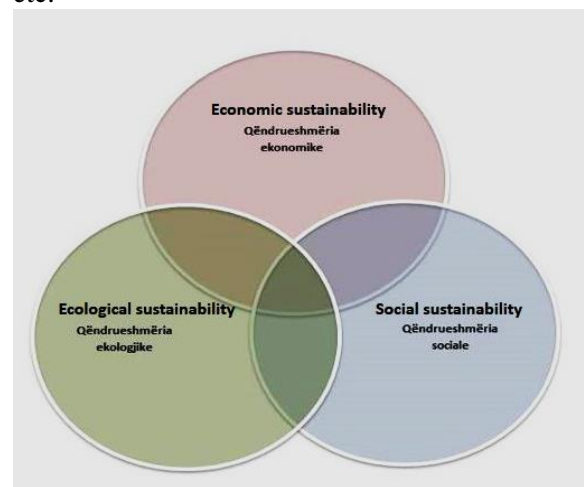 Economic sustainability
Qëndrueshmëria
ekonomike
Ecological sustainability
Qëndrueshmëria
ekologjike
Social sustainability
Qëndrueshmëria
sociale